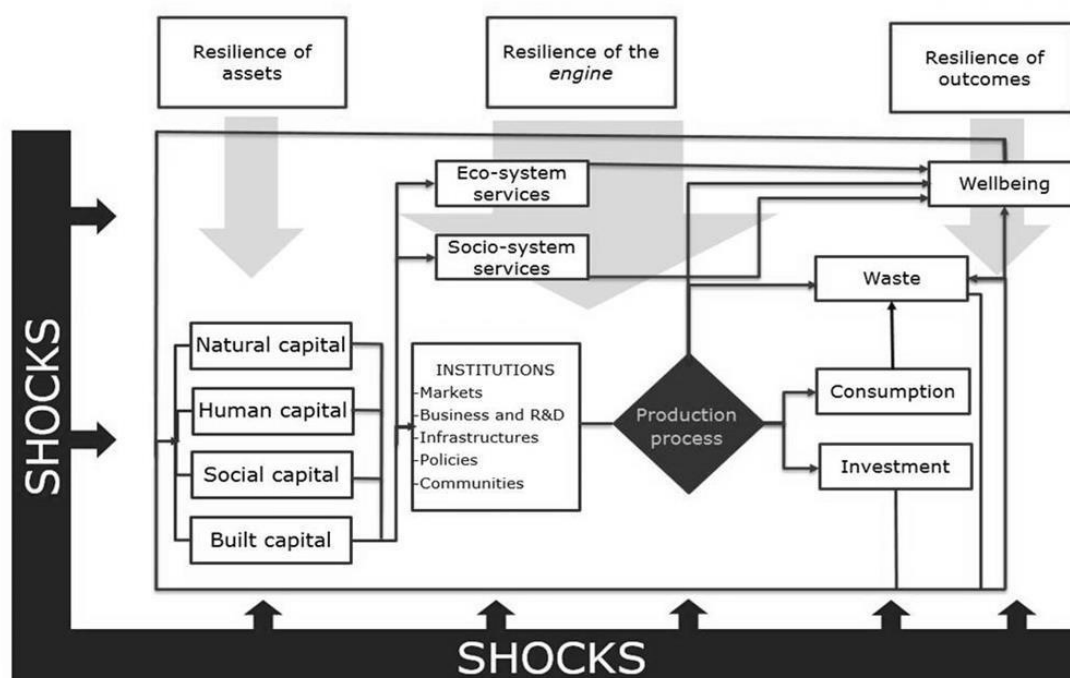 Resilience of
assets
Resilience of the
engine
Resilience of
outcomes
Eco-system
services
Wellbeing
Socio-system
services
Waste
Natural capital
Human capital
Social capital
Built capital
INSTITUTIONS
-Markets
-Business and R&D
-Infrastructures
-Policies
-Communities
Production
process
Consumption
Investment
SHOCKS
SHOCKS